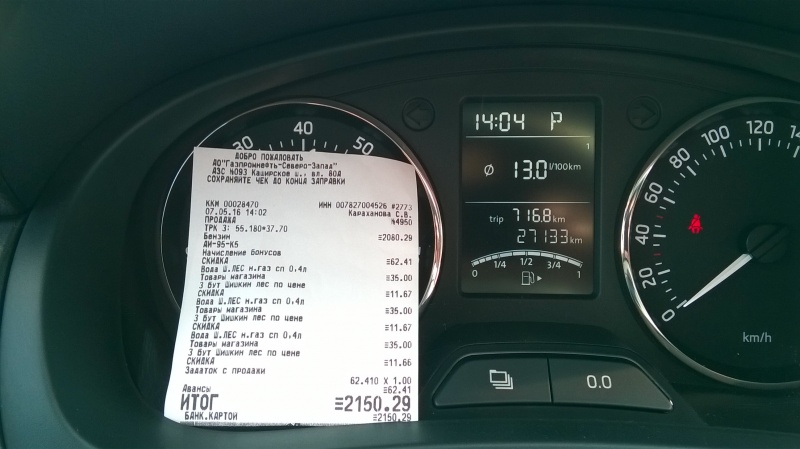 30 40 50
ДОБРО ПОЖАЛОВАТЬ
АО"Газпромнефть-Северо-Запад"
АЗС №093 Каширское ш., вл. 60А
СОХРАНЯЙТЕ ЧЕК ДО КОНЦА ЗАПРАВКИ
ККМ 00028470 ИНН 007827004526 #2773
07.05.16 14:02 Караханова С.В.
ПРОДАЖА №4950
ТРК 3: 55.180*37.70
Бензин ≡2080.29
АИ-95-К5
Начисление бонусов
СКИДКА ≡62.41
Вода Ш.ЛЕС н.газ сп 0.4л
Товары магазина ≡35.00
3 бут Шишкин лес по цене
СКИДКА ≡11.67
Вода Ш.ЛЕС н.газ сп 0.4л
Товары магазина ≡35.00
3 бут Шишкин лес по цене
СКИДКА ≡11.67
Вода Ш.ЛЕС н.газ сп 0.4л
Товары магазина ≡35.00
3 бут Шишкин лес по цене
СКИДКА ≡11.66
Задаток с продажи
62.410 X 1.00
Авансы ≡62.41
ИТОГ ≡2150.29
БАНК.КАРТОЙ ≡2150.29
14:04 P
1
Ø 13.0 l/100km
trip 716.8 km
27133 km
1/4 1/2 3/4
0 1
0.0
0 20 40 60 80 100 120 140
km/h